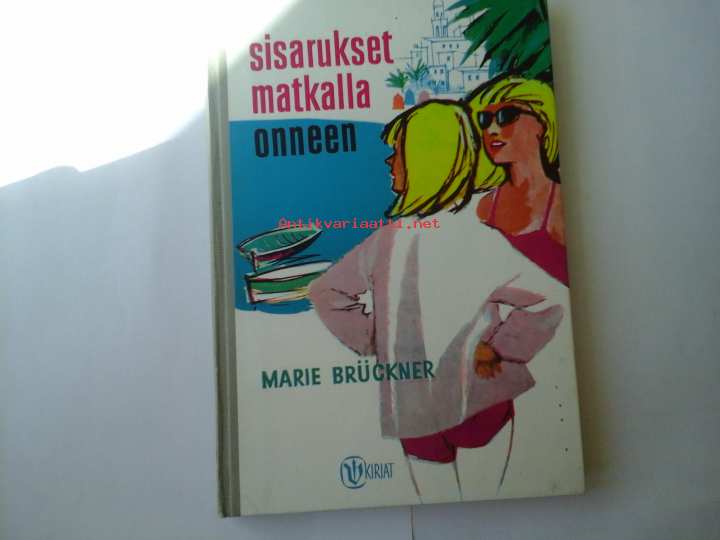 sisarukset
matkalla
onneen
Antikvariaatti.net
MARIE BRÜCKNER
KIRJAT